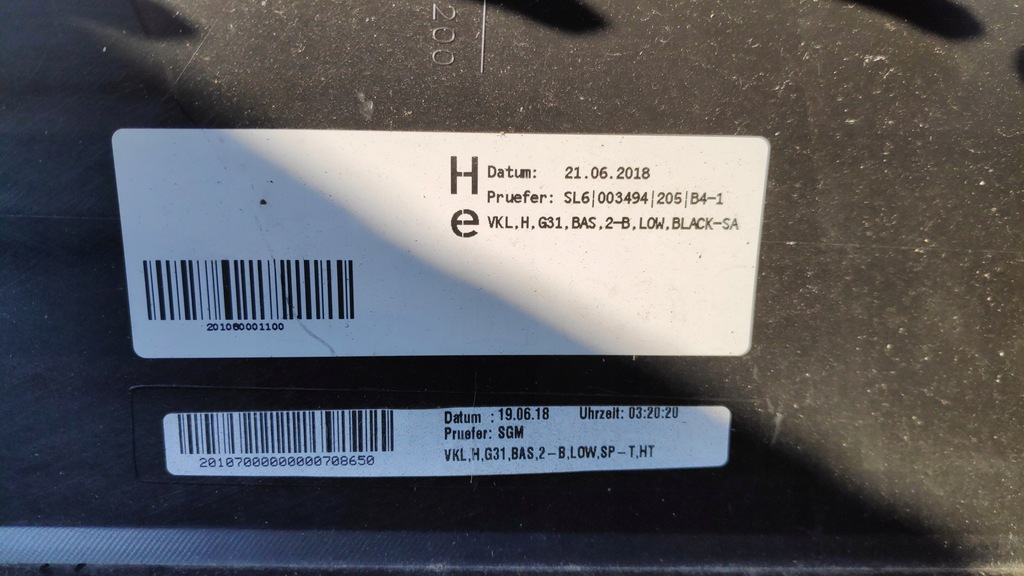 200
H Datum: 21.06.2018
Pruefer: SL6|003494|205|B4-1
e VKL,H,G31,BAS,2-B,LOW,BLACK-SA
201060001100
Datum : 19.06.18 Uhrzeit: 03:20:20
Pruefer: SGM
VKL,H,G31,BAS,2-B,LOW,SP-T,HT
20107000000000708650